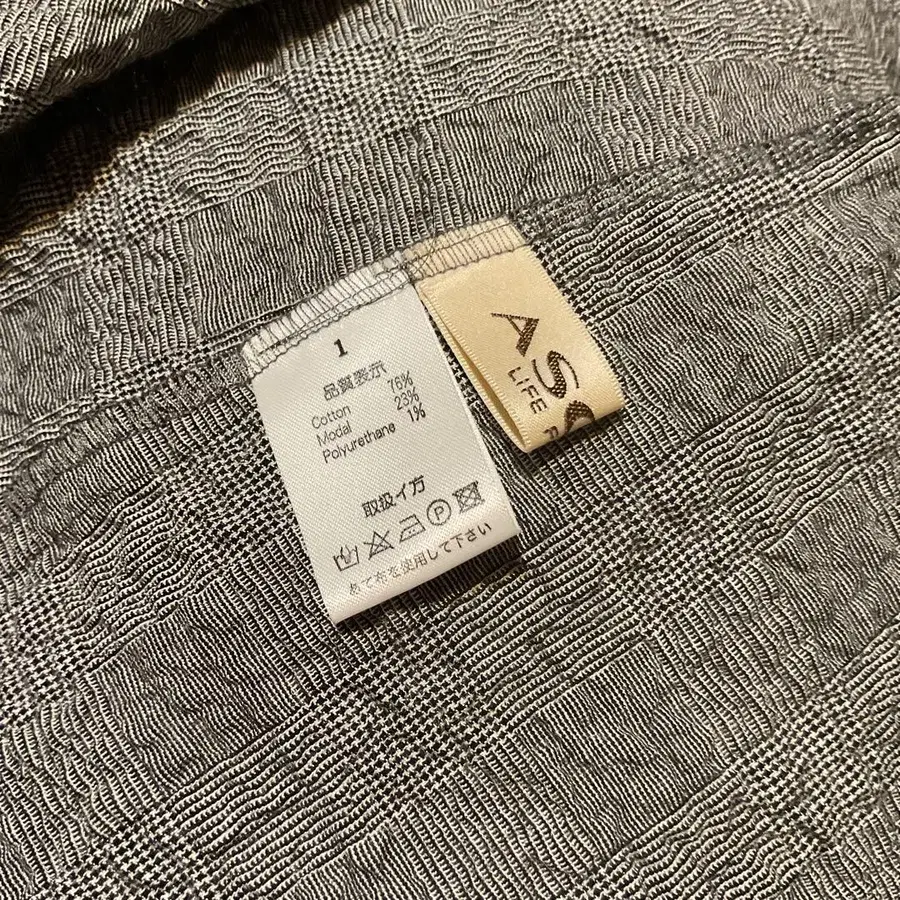 1
品質表示
Cotton 76%
Modal 23%
Polyurethane 1%
取扱イ方
P
あて布を使用して下さい
AS
LIFE